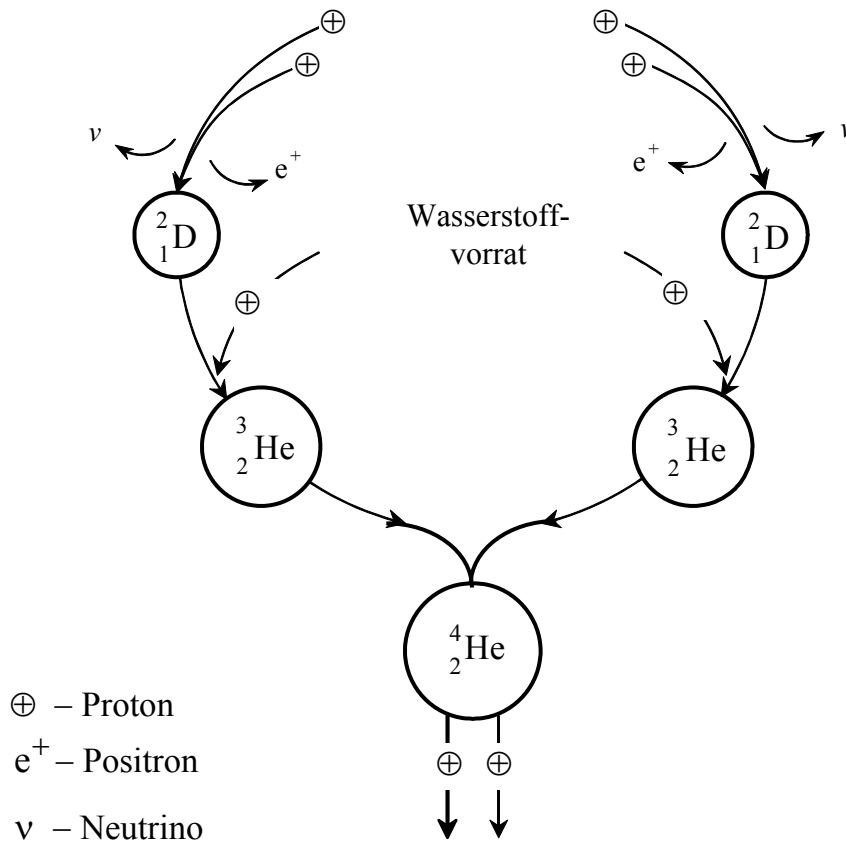 ⊕ ⊕
⊕ ⊕
ν e⁺ e⁺ ν
²₁D Wasserstoff- ²₁D
vorrat
⊕ ⊕
³₂He ³₂He
⁴₂He
⊕ – Proton
e⁺ – Positron ⊕ ⊕
ν – Neutrino